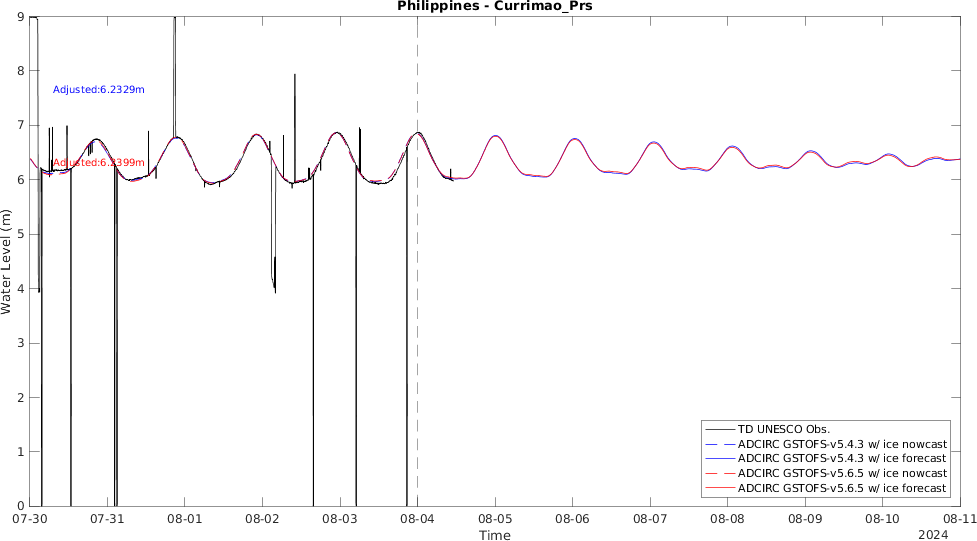 Philippines - Currimao_Prs
Water Level (m)
9
8
7
6
5
4
3
2
1
0
Adjusted:6.2329m
Adjusted:6.2399m
TD UNESCO Obs.
ADCIRC GSTOFS-v5.4.3 w/ ice nowcast
ADCIRC GSTOFS-v5.4.3 w/ ice forecast
ADCIRC GSTOFS-v5.6.5 w/ ice nowcast
ADCIRC GSTOFS-v5.6.5 w/ ice forecast
07-30 07-31 08-01 08-02 08-03 08-04 08-05 08-06 08-07 08-08 08-09 08-10 08-11
Time
2024